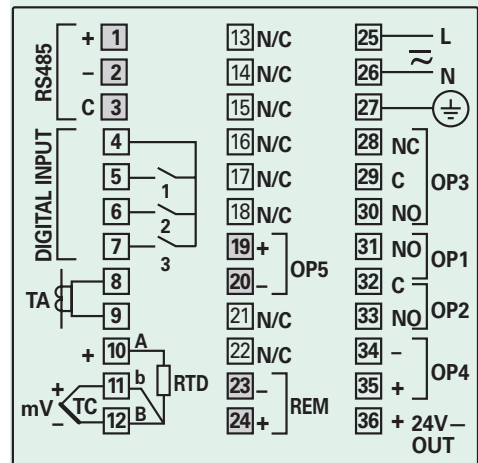 RS485
+ 1
– 2
C 3
DIGITAL INPUT
4
5
1
6
2
7
3
TA
8
9
+ 10 A
11 b
12 B
RTD
+
mV TC
–
13 N/C
14 N/C
15 N/C
16 N/C
17 N/C
18 N/C
19 +
20 –
OP5
21 N/C
22 N/C
23 –
24 +
REM
25 L
26 N
27
28 NC
29 C
30 NO
OP3
31 NO
OP1
32 C
33 NO
OP2
34 –
35 +
OP4
36 + 24V
OUT